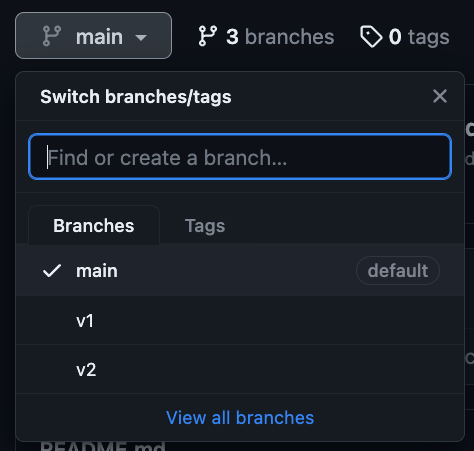 main 3 branches 0 tags
Switch branches/tags
Find or create a branch...
Branches Tags
main default
v1
v2
View all branches
README.md